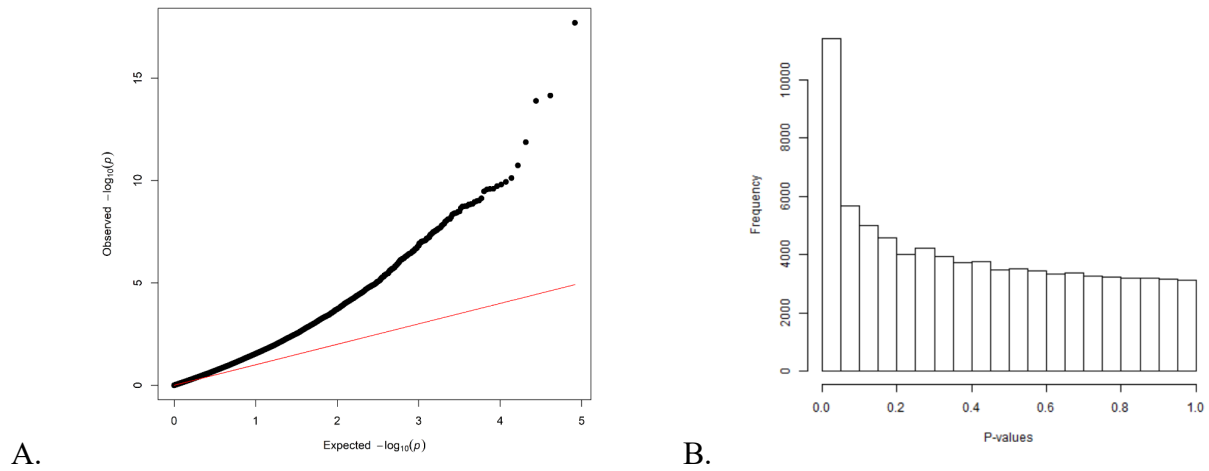 A.
Observed −log₁₀(p)
15
10
5
0
0 1 2 3 4 5
Expected −log₁₀(p)
B.
Frequency
10000
8000
6000
4000
2000
0
0.0 0.2 0.4 0.6 0.8 1.0
P-values